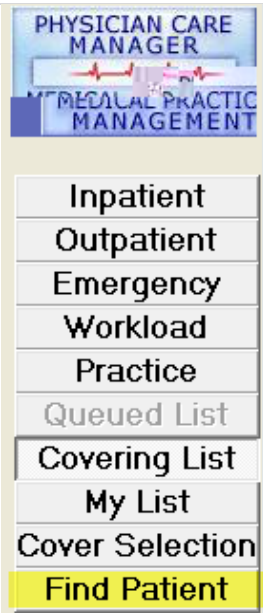 PHYSICIAN CARE
MANAGER
PRACTIC
MANAGEMENT
Inpatient
Outpatient
Emergency
Workload
Practice
Queued List
Covering List
My List
Cover Selection
Find Patient